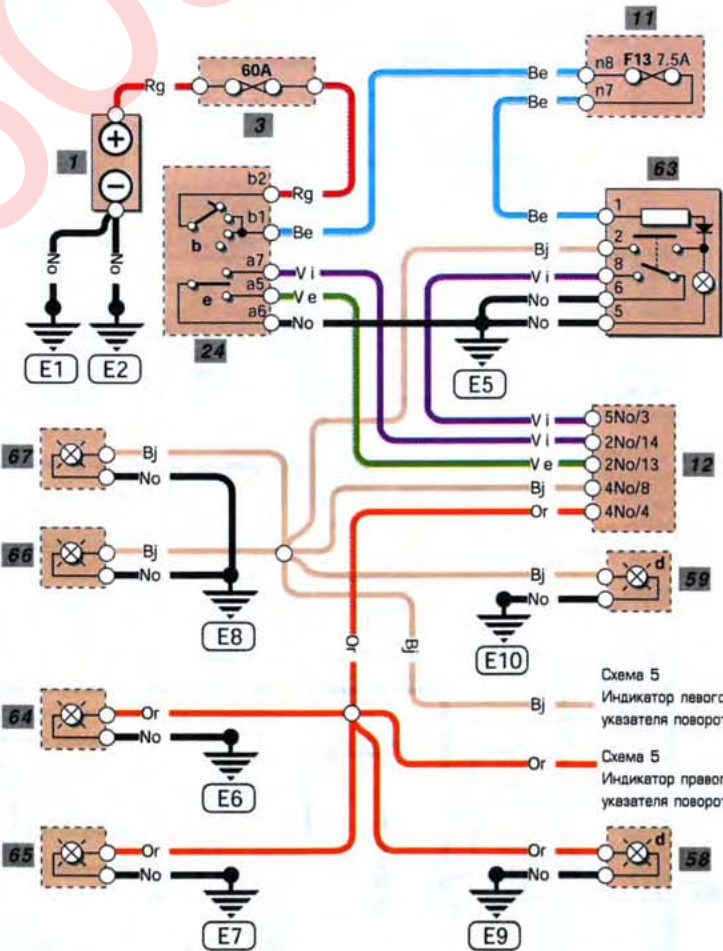 11
60A
F13 7.5A
n8
n7
Rg
Be
Be
3
1
+
−
63
b2
Rg
b1
Be
b
a7
Vi
a5
Ve
e
a6
No
24
Be
1
Bj
2
Vi
8
No
6
No
5
No
No
E1
E2
E5
Vi
5No/3
Vi
2No/14
Ve
2No/13
12
Bj
4No/8
Or
4No/4
67
Bj
No
66
Bj
No
E8
Bj
d
59
No
E10
Or
Bj
Схема 5
Bj
Индикатор левого
указателя поворот
64
Or
No
E6
Or
Схема 5
Индикатор правог
указателя поворот
65
Or
No
E7
Or
d
58
No
E9